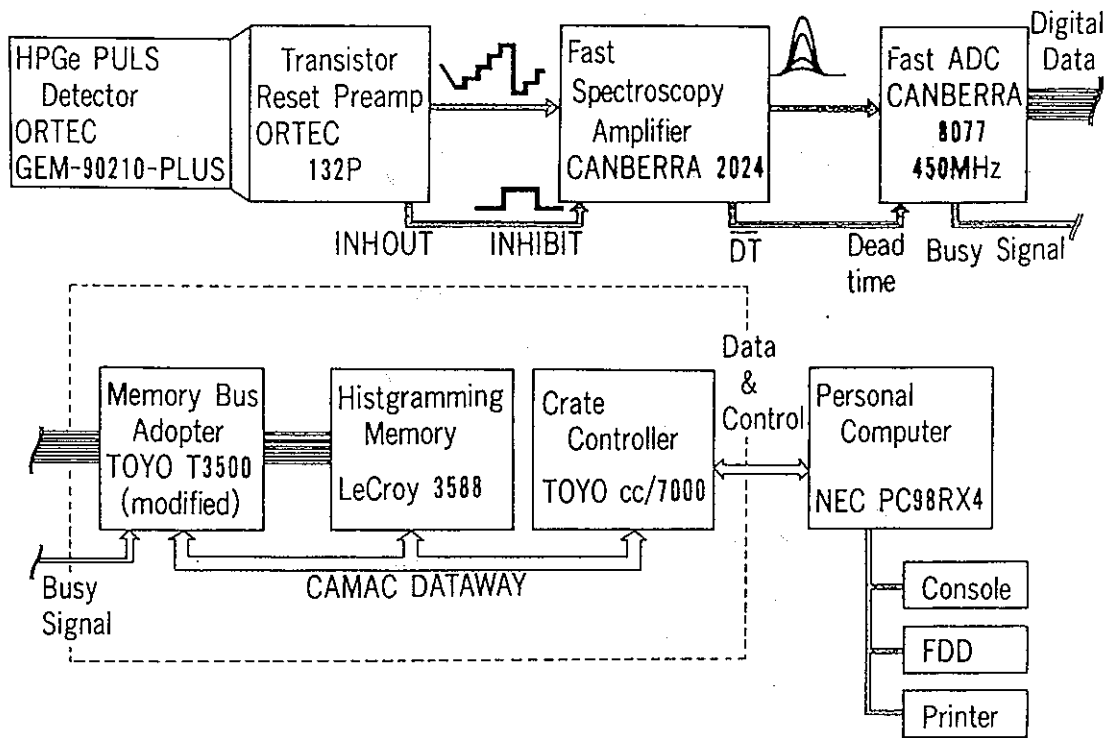 HPGe PULS
Detector
ORTEC
GEM-90210-PLUS
Transistor
Reset Preamp
ORTEC
132P
Fast
Spectroscopy
Amplifier
CANBERRA 2024
Fast ADC
CANBERRA
8077
450MHz
Digital
Data
INHOUT
INHIBIT
DT
Dead
time
Busy Signal
Memory Bus
Adopter
TOYO T3500
(modified)
Histgramming
Memory
LeCroy 3588
Crate
Controller
TOYO cc/7000
Data
&
Control
Personal
Computer
NEC PC98RX4
Busy
Signal
CAMAC DATAWAY
Console
FDD
Printer